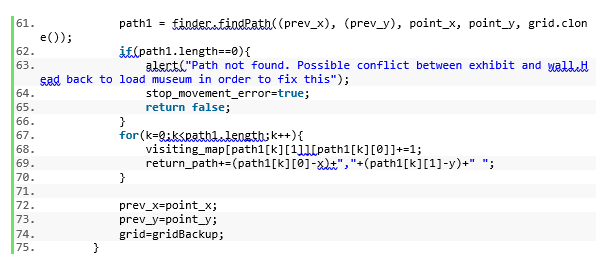 61.             path1 = finder.findPath((prev_x), (prev_y), point_x, point_y, grid.clon
e());
62.             if(path1.length==0){
63.                 alert("Path not found. Possible conflict between exhibit and wall.H
ead back to load museum in order to fix this");
64.                 stop_movement_error=true;
65.                 return false;
66.             }
67.             for(k=0;k<path1.length;k++){
68.                 visiting_map[path1[k][1]][path1[k][0]]+=1;
69.                 return_path+=(path1[k][0]-x)+","+(path1[k][1]-y)+" ";
70.             }
71.
72.             prev_x=point_x;
73.             prev_y=point_y;
74.             grid=gridBackup;
75.         }